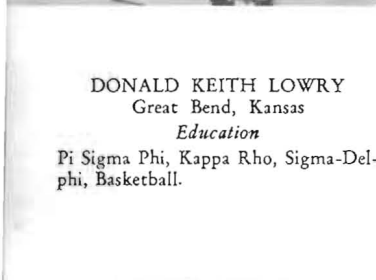 DONALD KEITH LOWRY
Great Bend, Kansas
Education
Pi Sigma Phi, Kappa Rho, Sigma-Del-
phi, Basketball.